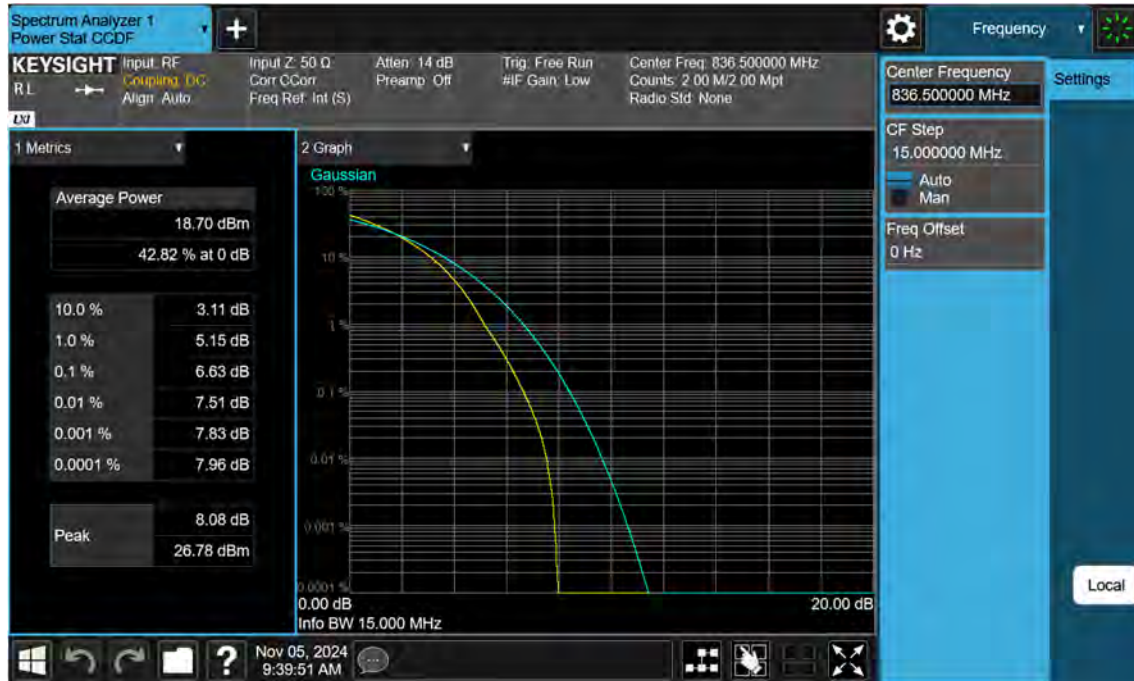 Spectrum Analyzer 1
Power Stat CCDF
Frequency
KEYSIGHT
Input: RF
Input Z: 50 Ω
Atten: 14 dB
Trig: Free Run
Center Freq: 836.500000 MHz
RL
Coupling: DC
Corr CCorr
Preamp: Off
#IF Gain: Low
Counts: 2.00 M/2.00 Mpt
Align: Auto
Freq Ref: Int (S)
Radio Std: None
LXI
Center Frequency
836.500000 MHz
Settings
CF Step
15.000000 MHz
Auto
Man
Freq Offset
0 Hz
1 Metrics
Average Power
18.70 dBm
42.82 % at 0 dB
10.0 % 3.11 dB
1.0 % 5.15 dB
0.1 % 6.63 dB
0.01 % 7.51 dB
0.001 % 7.83 dB
0.0001 % 7.96 dB
Peak
8.08 dB
26.78 dBm
2 Graph
Gaussian
100 %
10 %
1 %
0.1 %
0.01 %
0.001 %
0.0001 %
0.00 dB
20.00 dB
Info BW 15.000 MHz
Local
?
Nov 05, 2024
9:39:51 AM